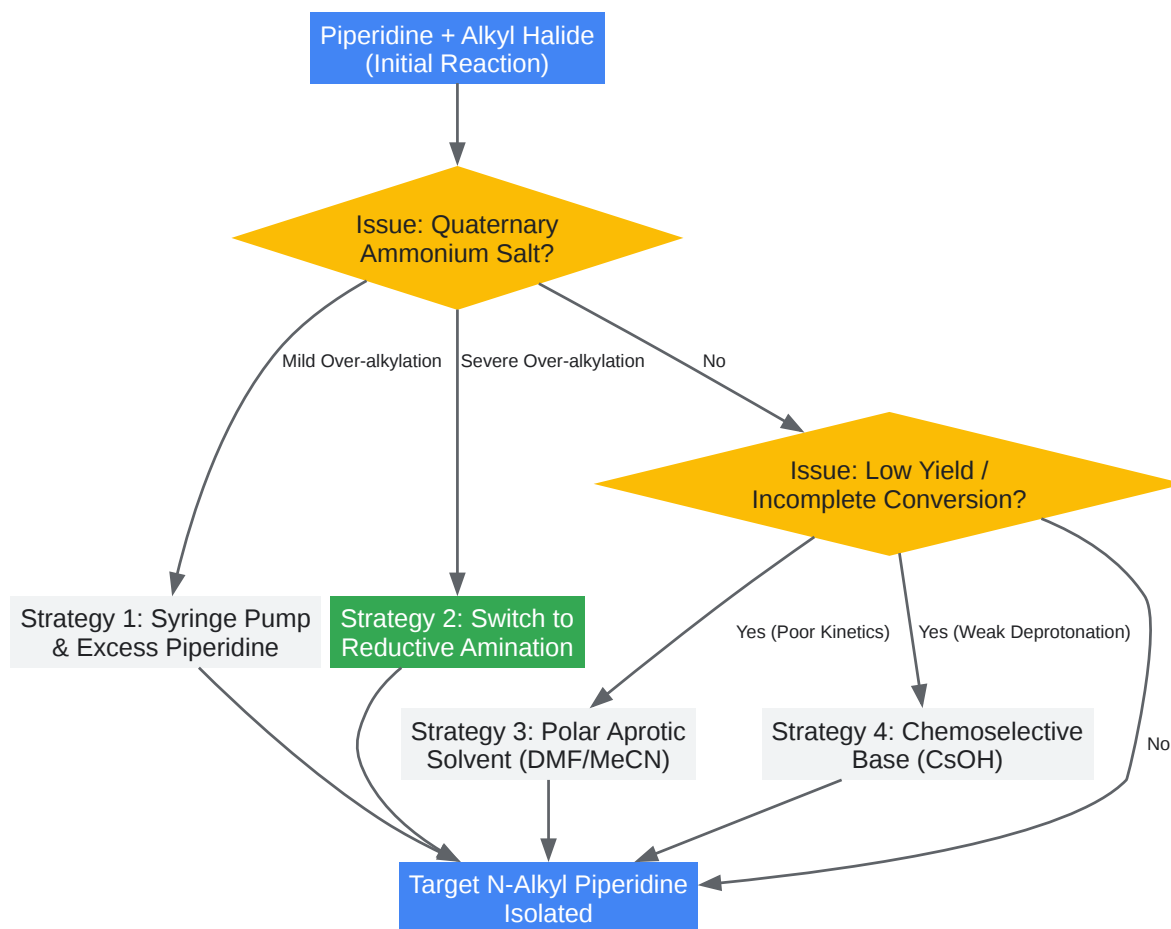 Piperidine + Alkyl Halide
(Initial Reaction)
Issue: Quaternary
Ammonium Salt?
Mild Over-alkylation
Severe Over-alkylation
No
Issue: Low Yield /
Incomplete Conversion?
Strategy 1: Syringe Pump
& Excess Piperidine
Strategy 2: Switch to
Reductive Amination
Yes (Poor Kinetics)
Yes (Weak Deprotonation)
Strategy 3: Polar Aprotic
Solvent (DMF/MeCN)
Strategy 4: Chemoselective
Base (CsOH)
No
Target N-Alkyl Piperidine
Isolated